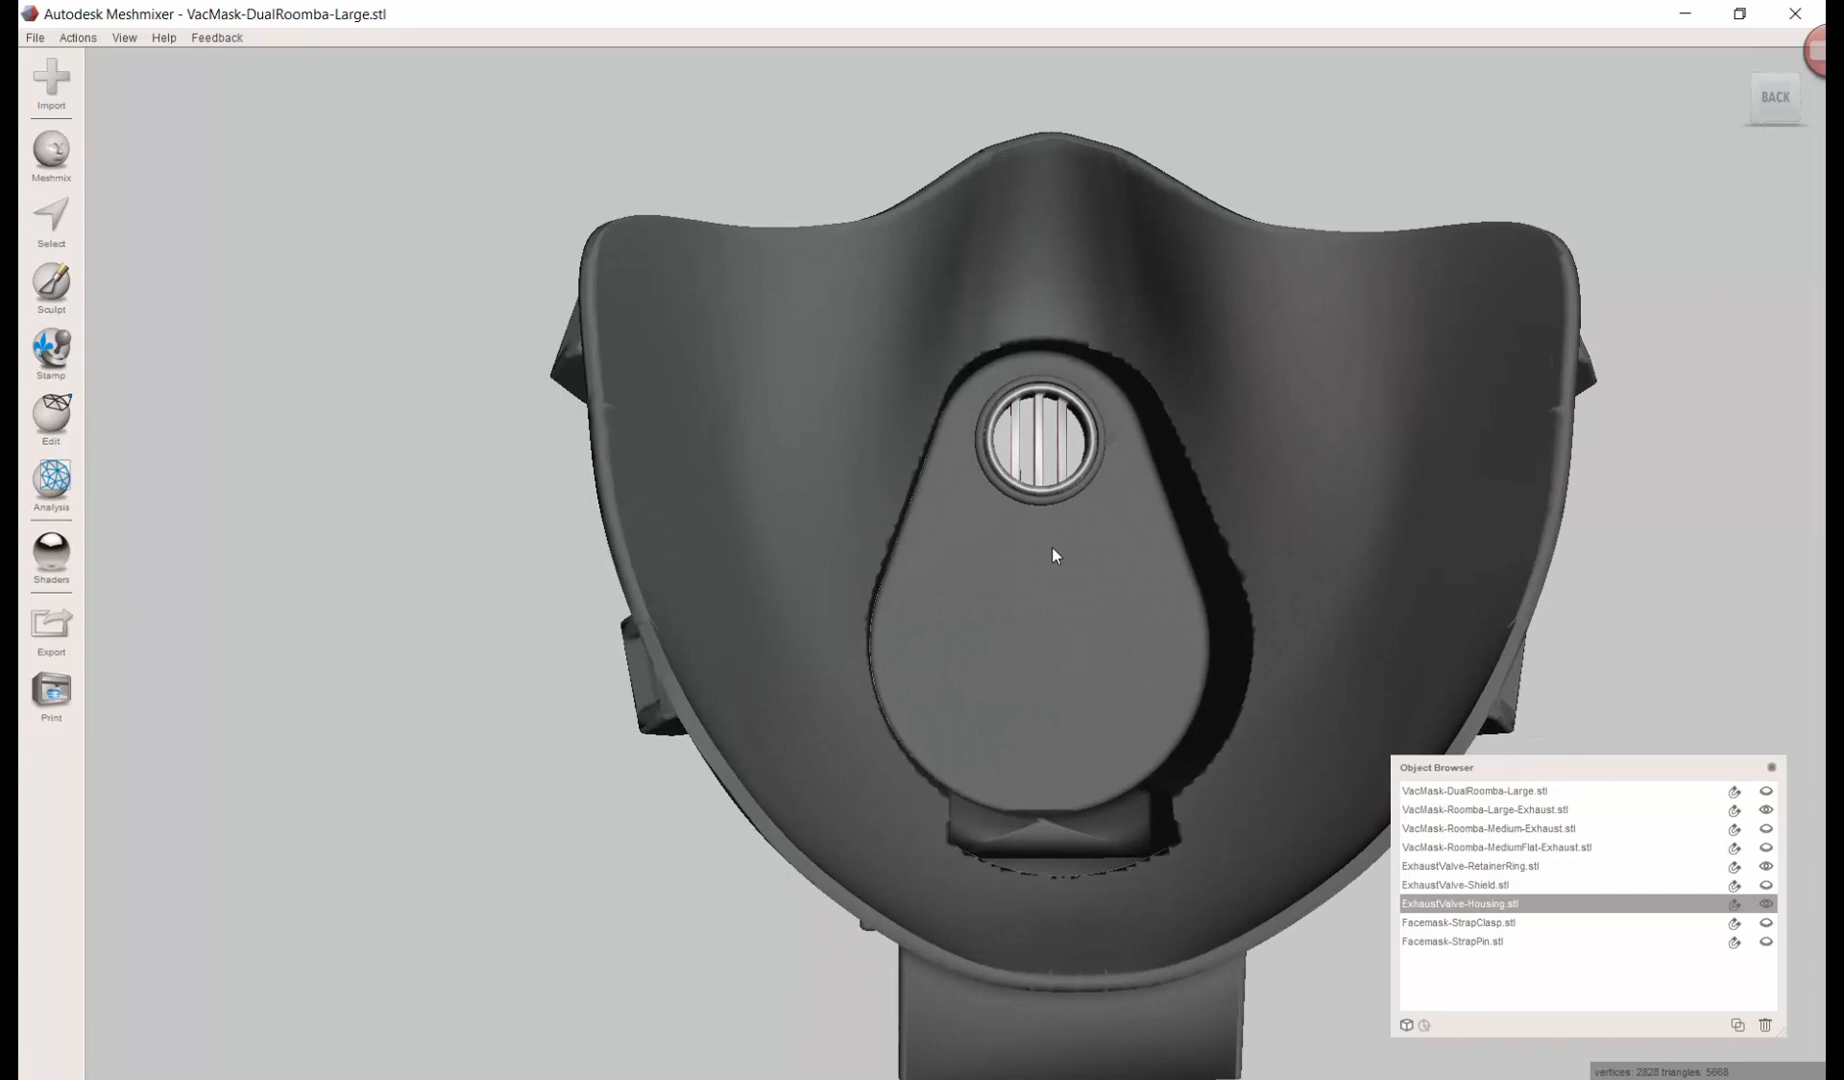 Autodesk Meshmixer - VacMask-DualRoomba-Large.stl
File Actions View Help Feedback
BACK
Import
Meshmix
Select
Sculpt
Stamp
Edit
Analysis
Shaders
Export
Print
Object Browser
VacMask-DualRoomba-Large.stl
VacMask-Roomba-Large-Exhaust.stl
VacMask-Roomba-Medium-Exhaust.stl
VacMask-Roomba-MediumFlat-Exhaust.stl
ExhaustValve-RetainerRing.stl
ExhaustValve-Shield.stl
ExhaustValve-Housing.stl
Facemask-StrapClasp.stl
Facemask-StrapPin.stl
vertices: 2828 triangles: 5668